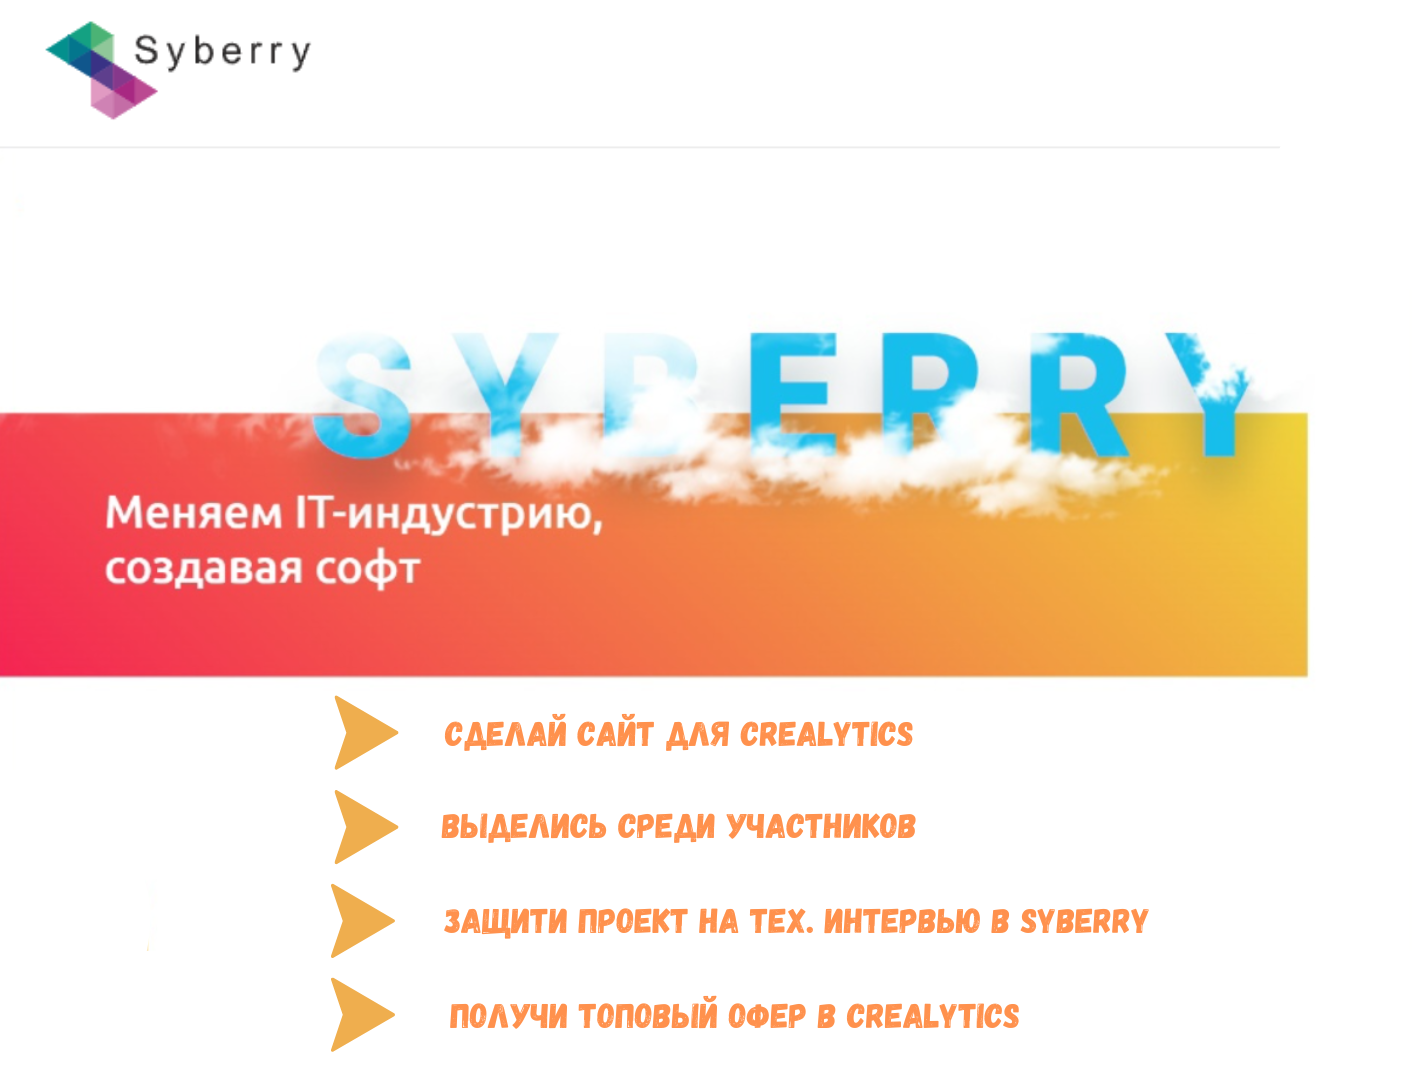 Syberry
SYBERRY
Меняем IT-индустрию,
создавая софт
СДЕЛАЙ САЙТ ДЛЯ CREALYTICS
ВЫДЕЛИСЬ СРЕДИ УЧАСТНИКОВ
ЗАЩИТИ ПРОЕКТ НА ТЕХ. ИНТЕРВЬЮ В SYBERRY
ПОЛУЧИ ТОПОВЫЙ ОФЕР В CREALYTICS